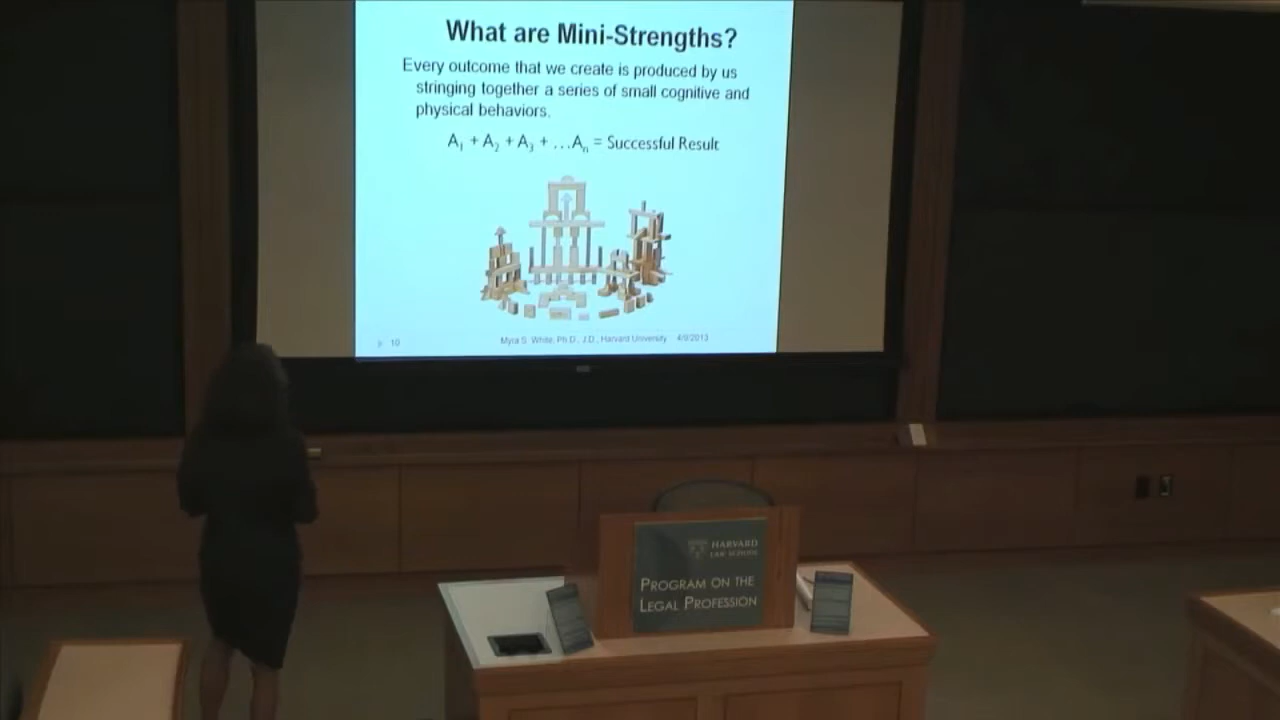 What are Mini-Strengths?
Every outcome that we create is produced by us
stringing together a series of small cognitive and
physical behaviors.
A1 + A2 + A3 + …An = Successful Result
10
Myra S. White, Ph.D., J.D., Harvard University 4/9/2013
HARVARD
LAW SCHOOL
PROGRAM ON THE
LEGAL PROFESSION